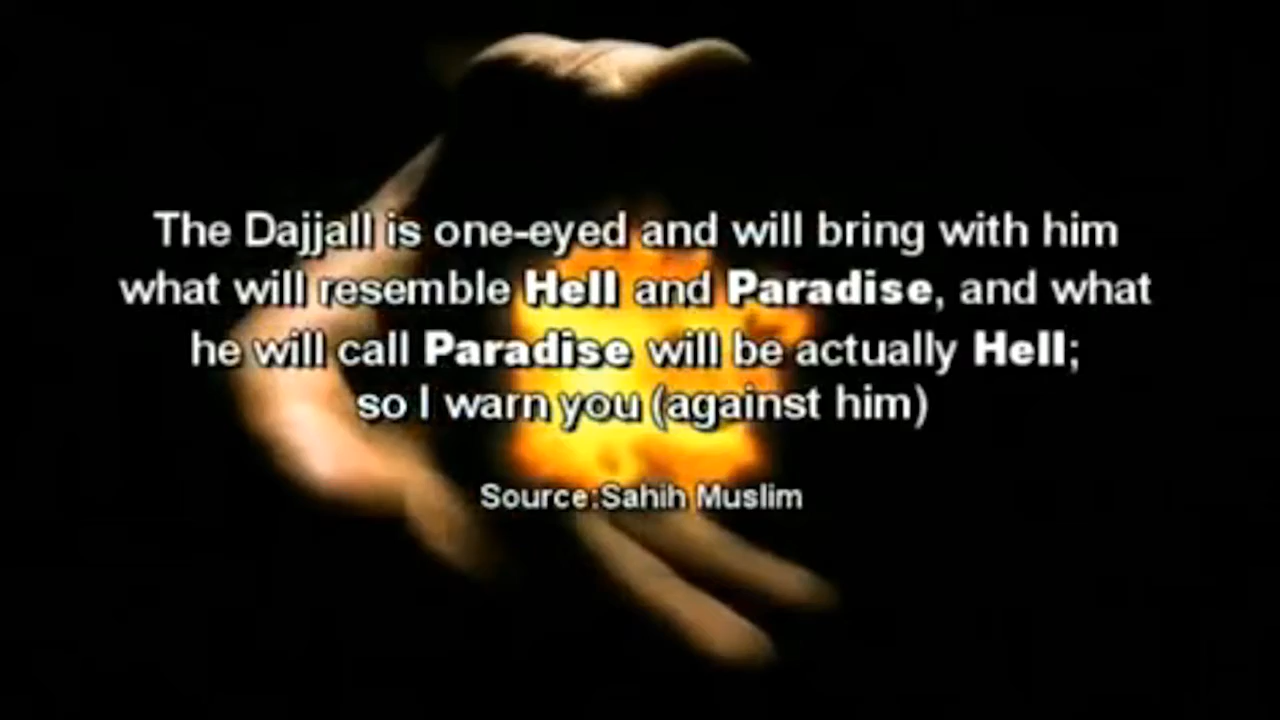 The Dajjall is one-eyed and will bring with him
what will resemble Hell and Paradise, and what
he will call Paradise will be actually Hell;
so I warn you (against him)
Source:Sahih Muslim